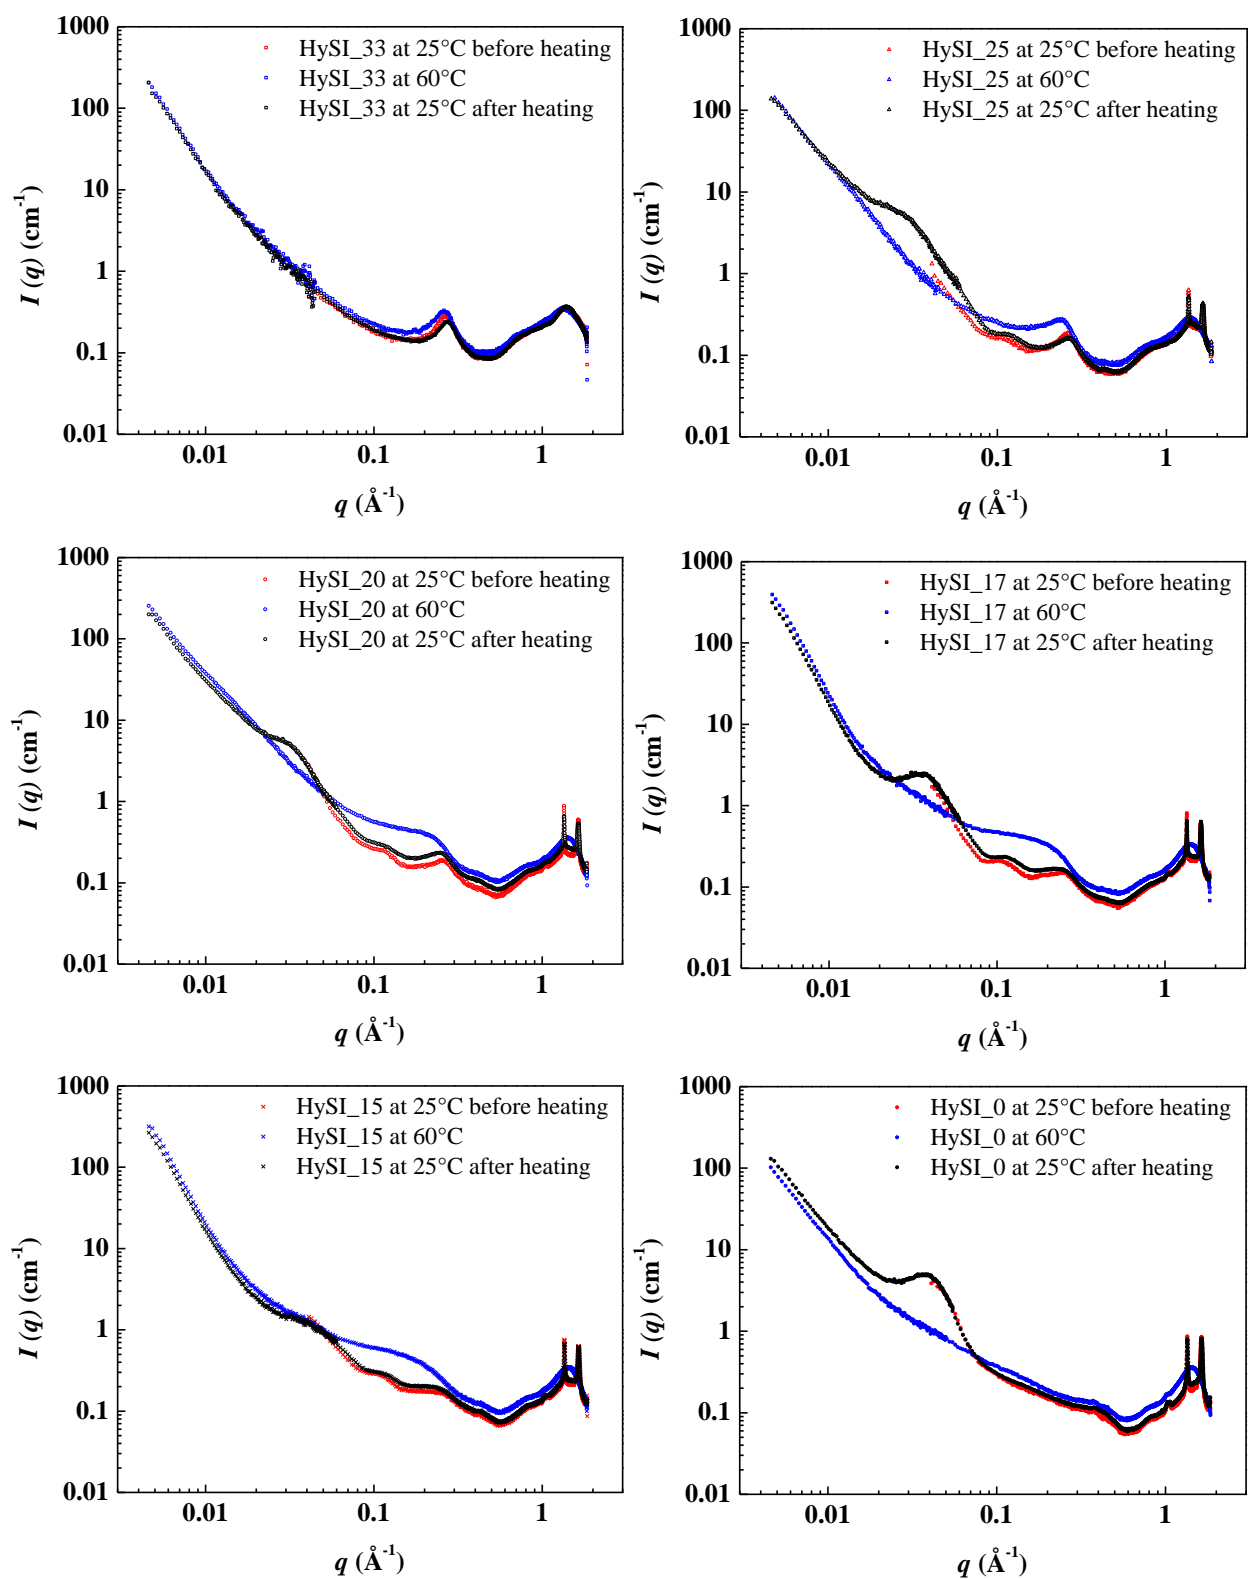 1000
HySI_33 at 25°C before heating
HySI_33 at 60°C
HySI_33 at 25°C after heating
100
10
1
0.1
0.01
I (q) (cm-1)
0.01 0.1 1
q (Å-1)
1000
HySI_25 at 25°C before heating
HySI_25 at 60°C
HySI_25 at 25°C after heating
100
10
1
0.1
0.01
I (q) (cm-1)
0.01 0.1 1
q (Å-1)
1000
HySI_20 at 25°C before heating
HySI_20 at 60°C
HySI_20 at 25°C after heating
100
10
1
0.1
0.01
I (q) (cm-1)
0.01 0.1 1
q (Å-1)
1000
HySI_17 at 25°C before heating
HySI_17 at 60°C
HySI_17 at 25°C after heating
100
10
1
0.1
0.01
I (q) (cm-1)
0.01 0.1 1
q (Å-1)
1000
HySI_15 at 25°C before heating
HySI_15 at 60°C
HySI_15 at 25°C after heating
100
10
1
0.1
0.01
I (q) (cm-1)
0.01 0.1 1
q (Å-1)
1000
HySI_0 at 25°C before heating
HySI_0 at 60°C
HySI_0 at 25°C after heating
100
10
1
0.1
0.01
I (q) (cm-1)
0.01 0.1 1
q (Å-1)